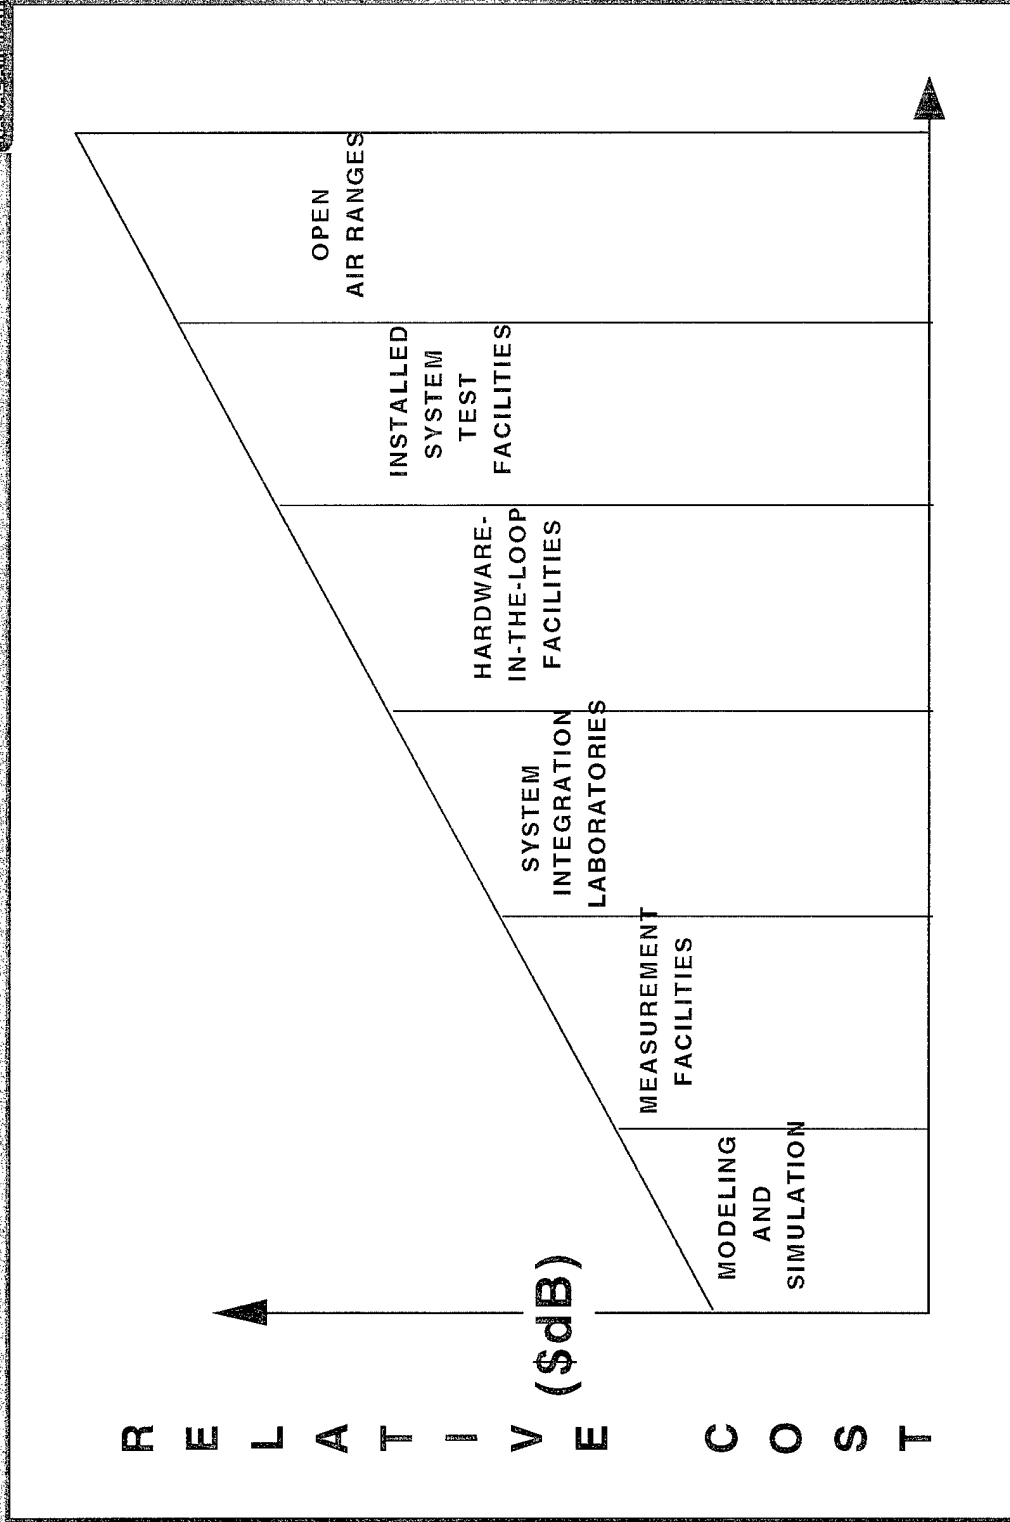 RELATIVE COST
($dB)
MODELING
AND
SIMULATION
MEASUREMENT
FACILITIES
SYSTEM
INTEGRATION
LABORATORIES
HARDWARE-
IN-THE-LOOP
FACILITIES
INSTALLED
SYSTEM
TEST
FACILITIES
OPEN
AIR RANGES